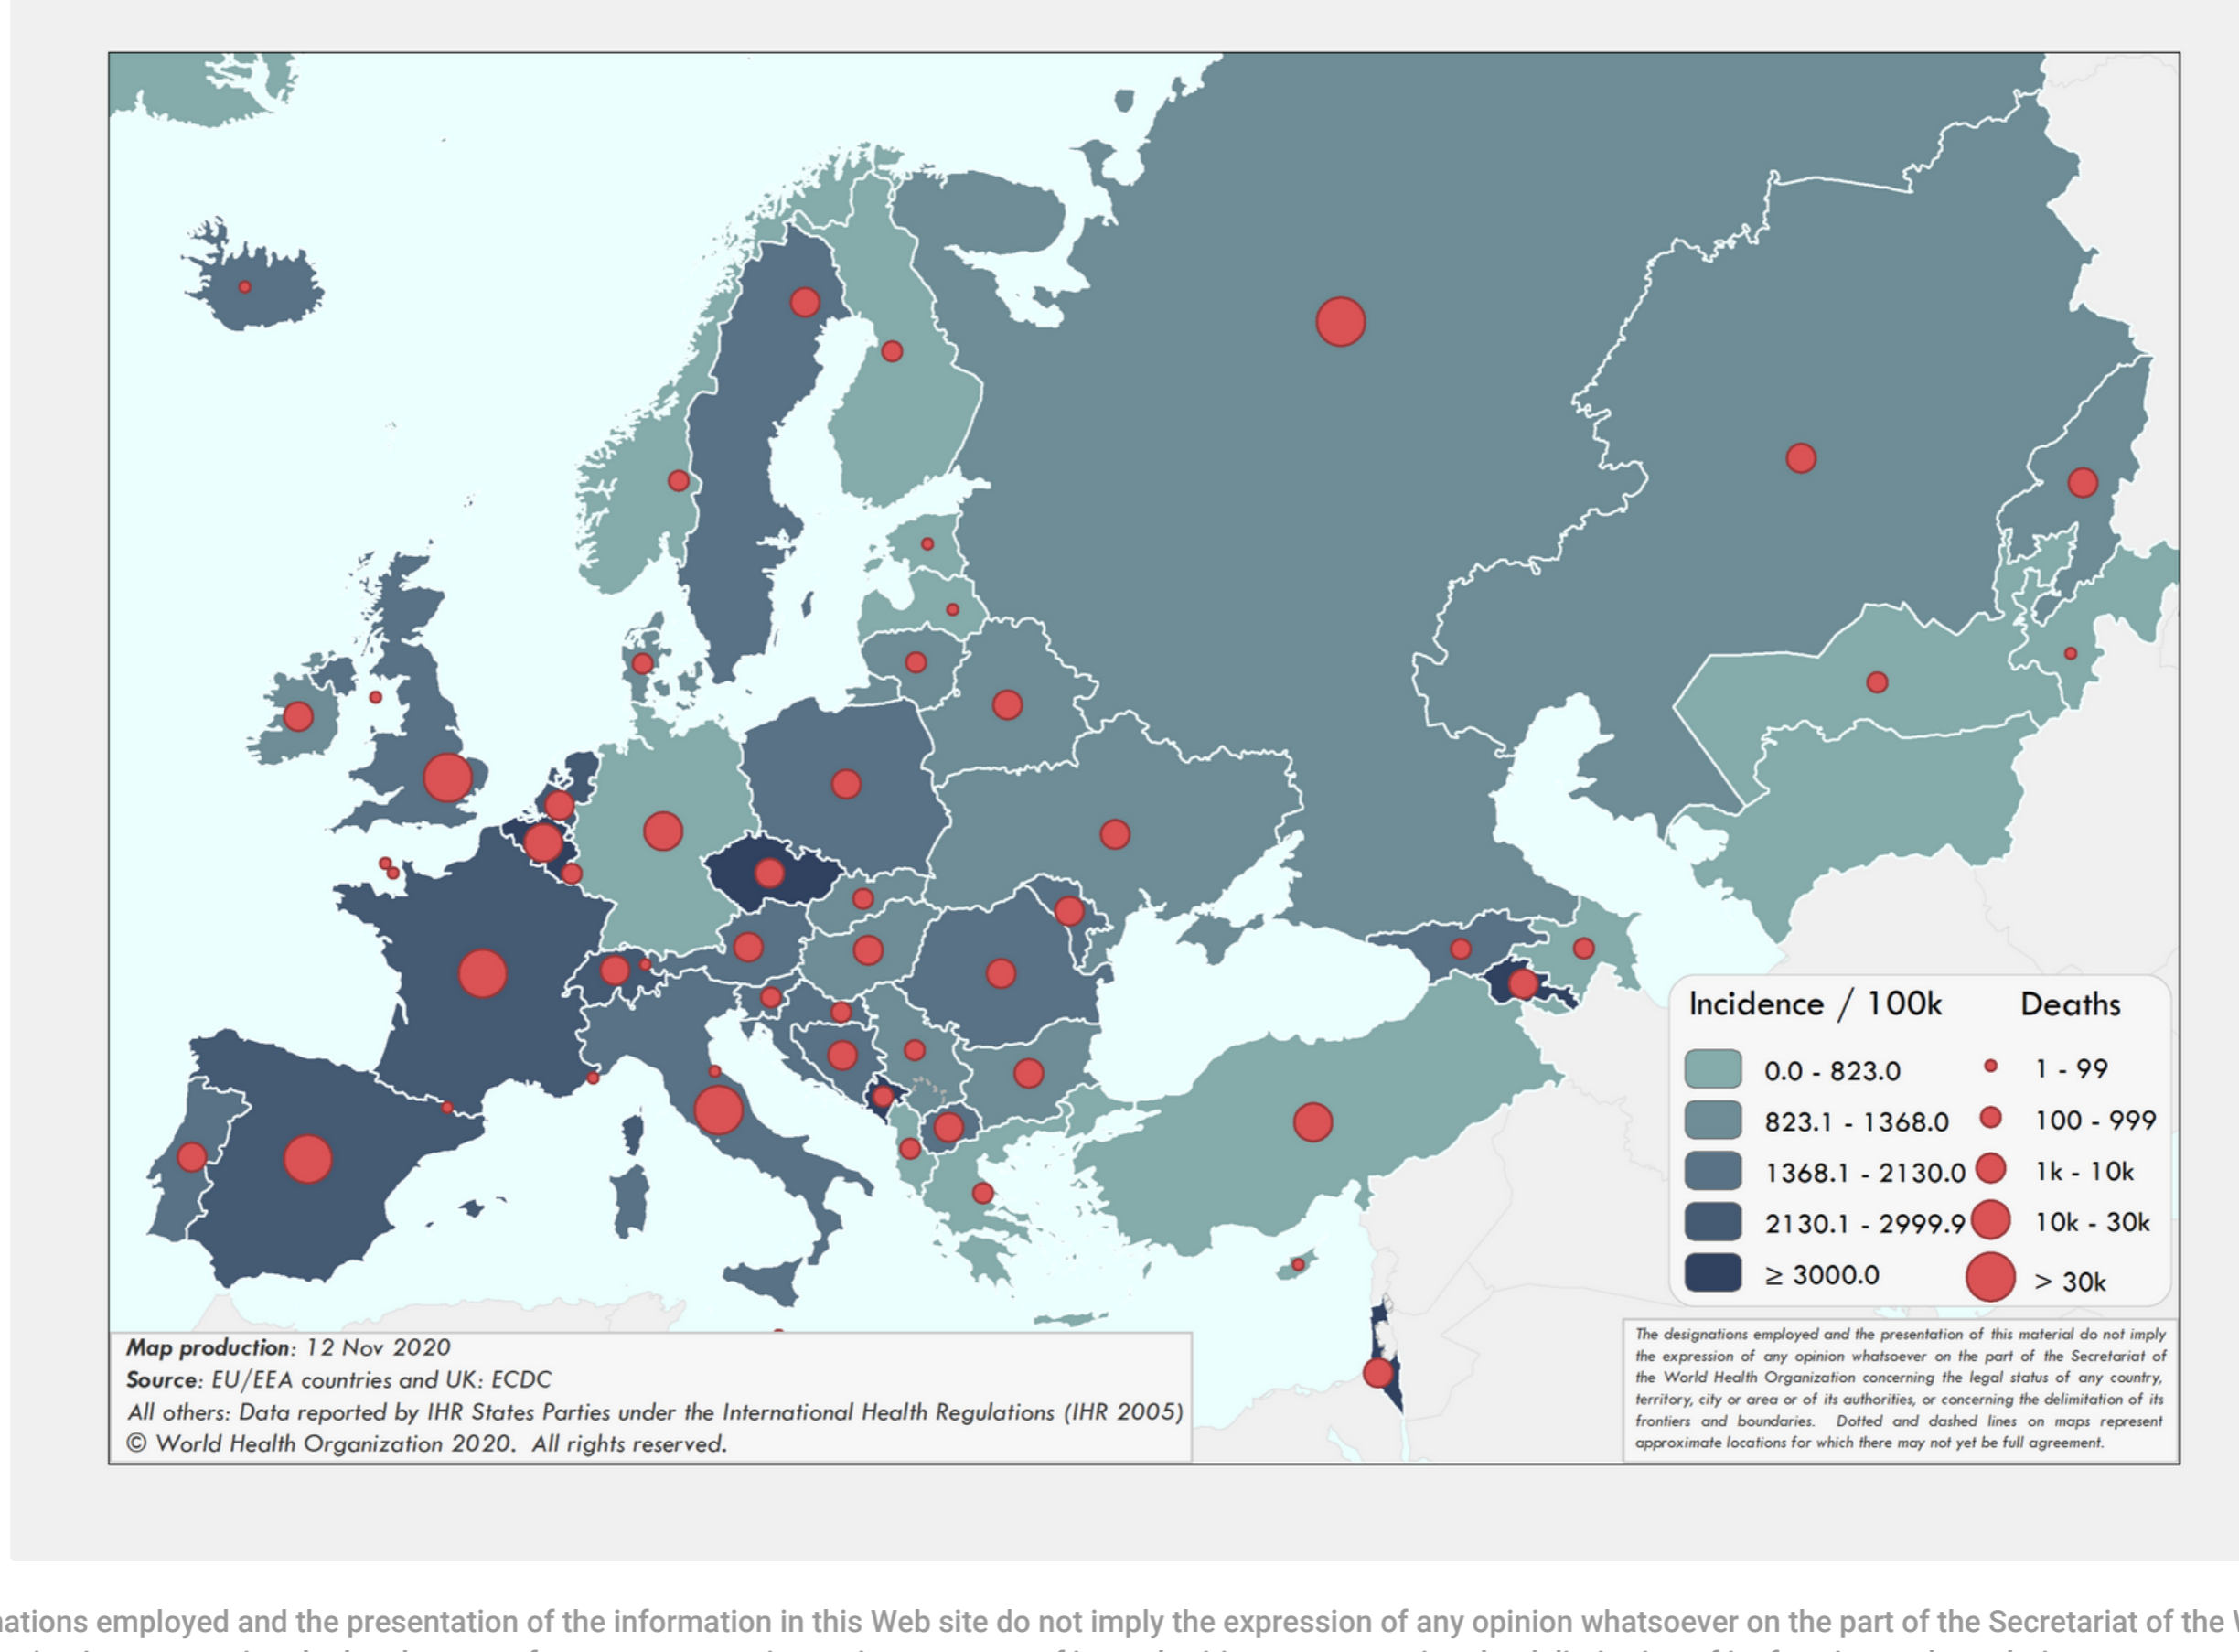 Incidence / 100k Deaths
0.0 - 823.0 1 - 99
823.1 - 1368.0 100 - 999
1368.1 - 2130.0 1k - 10k
2130.1 - 2999.9 10k - 30k
≥ 3000.0 > 30k
Map production: 12 Nov 2020
Source: EU/EEA countries and UK: ECDC
All others: Data reported by IHR States Parties under the International Health Regulations (IHR 2005)
© World Health Organization 2020. All rights reserved.
The designations employed and the presentation of this material do not imply
the expression of any opinion whatsoever on the part of the Secretariat of
the World Health Organization concerning the legal status of any country,
territory, city or area or of its authorities, or concerning the delimitation of its
frontiers and boundaries. Dotted and dashed lines on maps represent
approximate locations for which there may not yet be full agreement.
nations employed and the presentation of the information in this Web site do not imply the expression of any opinion whatsoever on the part of the Secretariat of the